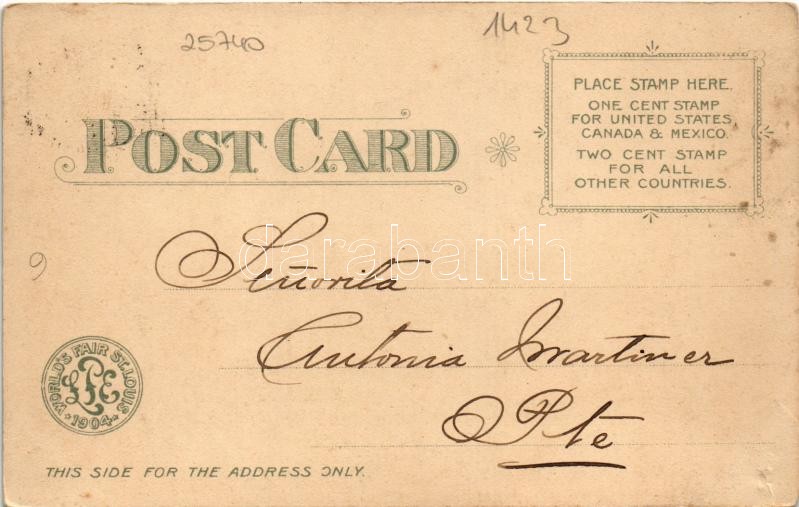 25740
1423
POST CARD
PLACE STAMP HERE.
ONE CENT STAMP
FOR UNITED STATES,
CANADA & MEXICO.
TWO CENT STAMP
FOR ALL
OTHER COUNTRIES.
darabanth
9
Señorita
Antonia Martiner
Pte
WORLD'S FAIR ST. LOUIS
LPE
·1904·
THIS SIDE FOR THE ADDRESS ONLY.